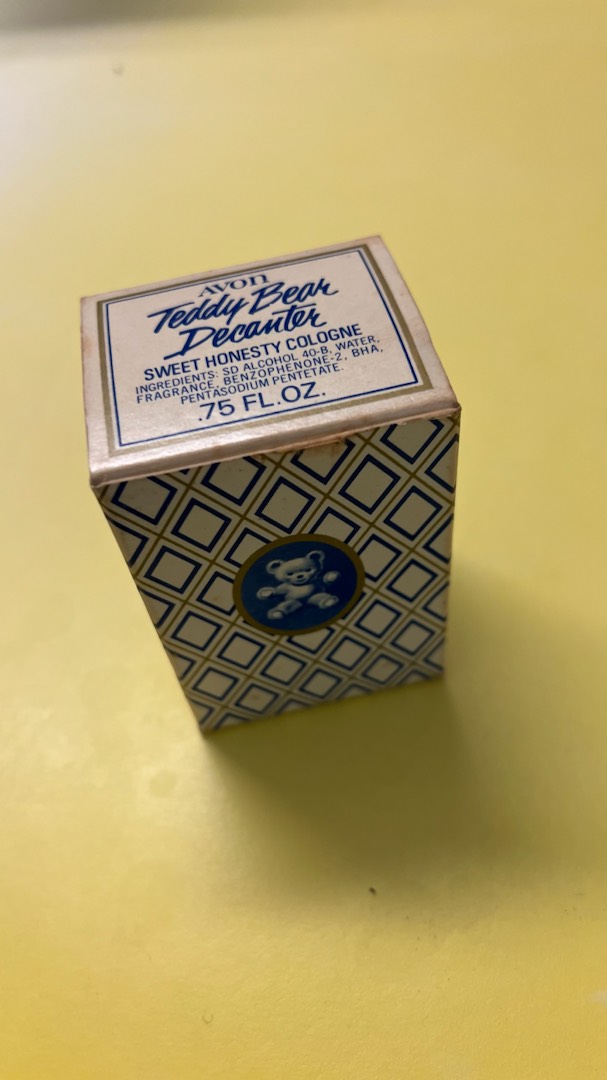 AVON
Teddy Bear
Decanter
SWEET HONESTY COLOGNE
INGREDIENTS: SD ALCOHOL 40-B, WATER,
FRAGRANCE, BENZOPHENONE-2, BHA,
PENTASODIUM PENTETATE.
.75 FL.OZ.